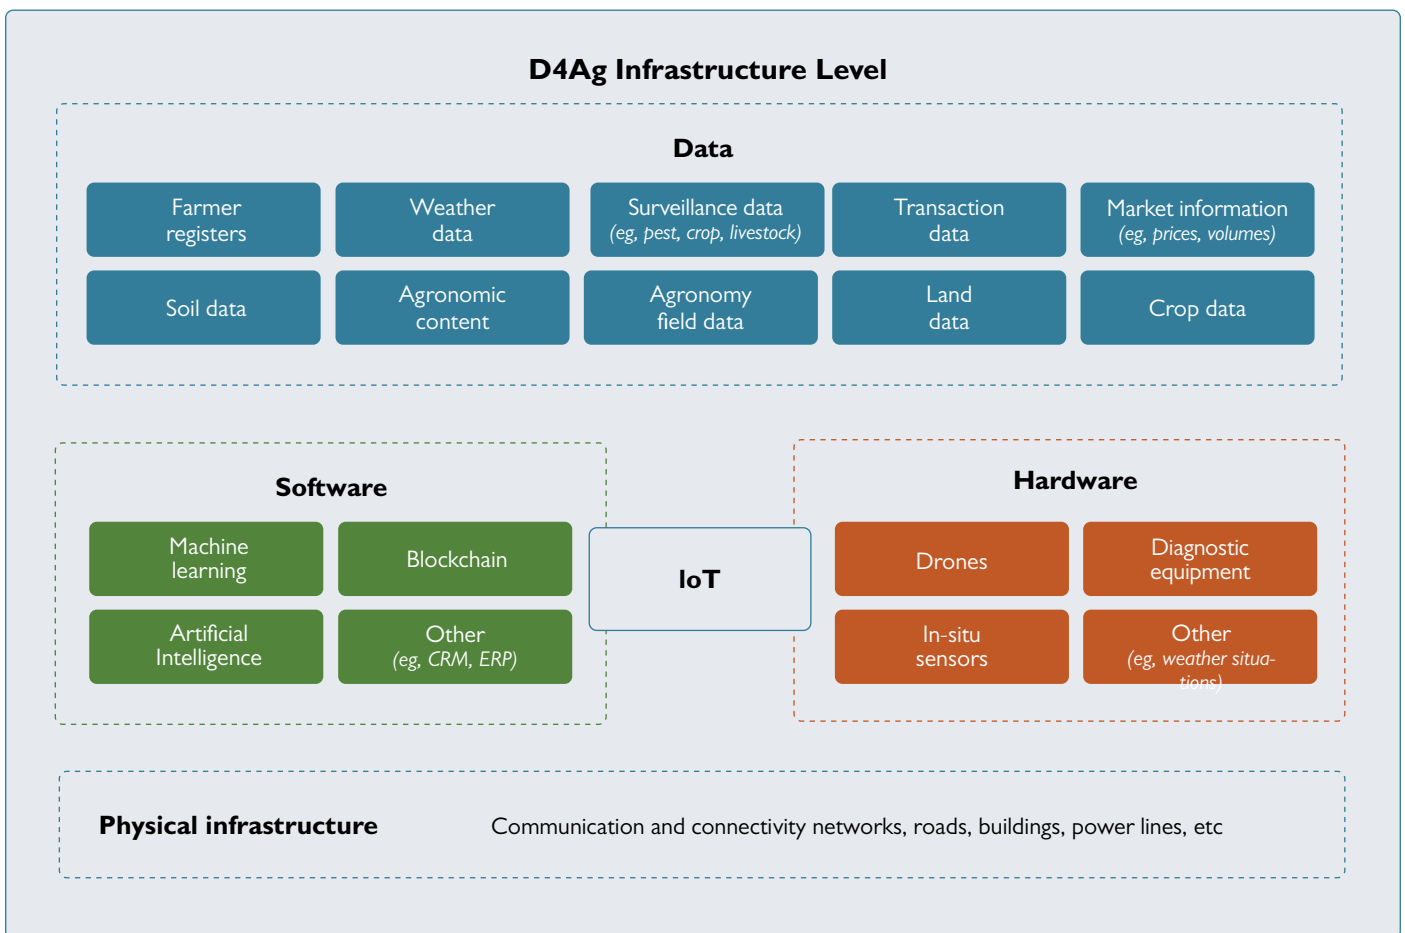 D4Ag Infrastructure Level
Data
Farmer
registers
Weather
data
Surveillance data
(eg, pest, crop, livestock)
Transaction
data
Market information
(eg, prices, volumes)
Soil data
Agronomic
content
Agronomy
field data
Land
data
Crop data
Software
Machine
learning
Blockchain
Artificial
Intelligence
Other
(eg, CRM, ERP)
IoT
Hardware
Drones
Diagnostic
equipment
In-situ
sensors
Other
(eg, weather situa-
tions)
Physical infrastructure
Communication and connectivity networks, roads, buildings, power lines, etc